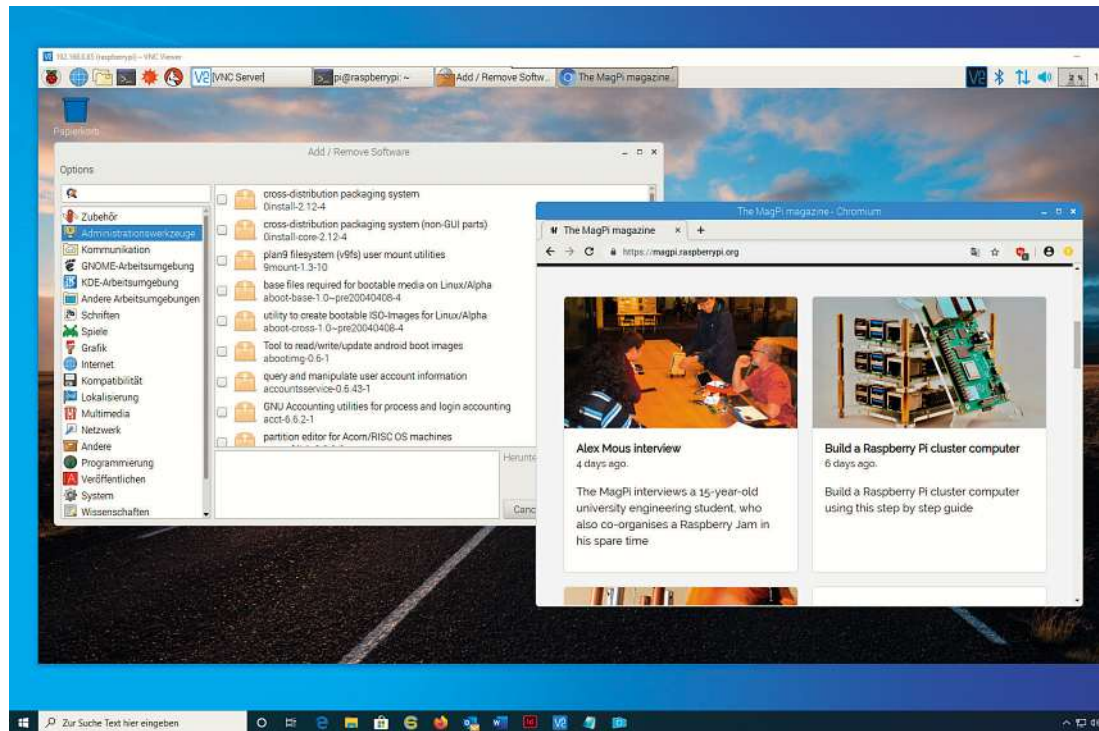 192.168.0.85 (raspberrypi) – VNC Viewer
[VNC Server]
pi@raspberrypi: ~
Add / Remove Softw...
The MagPi magazine...
Papierkorb
Add / Remove Software
Options
Zubehör
Administrationswerkzeuge
Kommunikation
GNOME-Arbeitsumgebung
KDE-Arbeitsumgebung
Andere Arbeitsumgebungen
Schriften
Spiele
Grafik
Internet
Kompatibilität
Lokalisierung
Multimedia
Netzwerk
Andere
Programmierung
Veröffentlichen
System
Wissenschaften
cross-distribution packaging system
0install-2.12-4
cross-distribution packaging system (non-GUI parts)
0install-core-2.12-4
plan9 filesystem (v9fs) user mount utilities
9mount-1.3-10
base files required for bootable media on Linux/Alpha
aboot-base-1.0~pre20040408-4
utility to create bootable ISO-Images for Linux/Alpha
aboot-cross-1.0~pre20040408-4
Tool to read/write/update android boot images
abootimg-0.6-1
query and manipulate user account information
accountsservice-0.6.43-1
GNU Accounting utilities for process and login accounting
acct-6.6.2-1
partition editor for Acorn/RISC OS machines
Herunte
Canc
The MagPi magazine - Chromium
The MagPi magazine
https://magpi.raspberrypi.org
Alex Mous interview
4 days ago.
The MagPi interviews a 15-year-old
university engineering student, who
also co-organises a Raspberry Jam in
his spare time
Build a Raspberry Pi cluster computer
6 days ago.
Build a Raspberry Pi cluster computer
using this step by step guide
Zur Suche Text hier eingeben